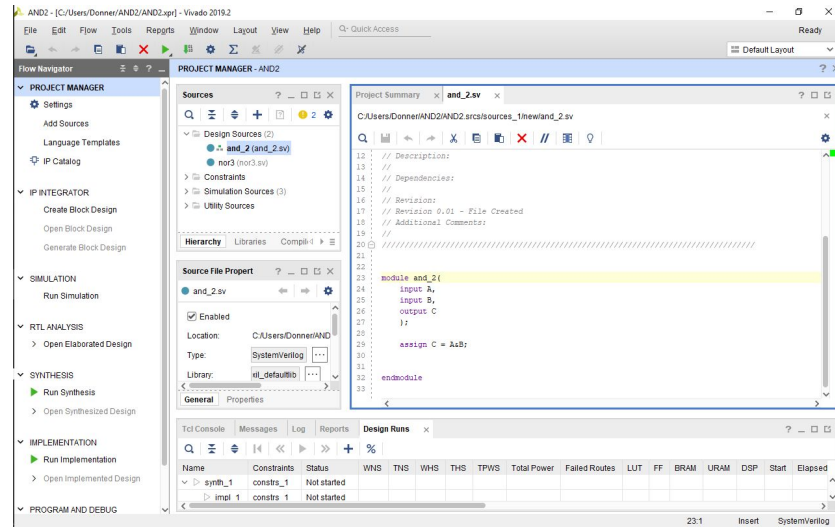 AND2 - [C:/Users/Donner/AND2/AND2.xpr] - Vivado 2019.2
File Edit Flow Tools Reports Window Layout View Help Q- Quick Access
Ready
Default Layout
Flow Navigator
PROJECT MANAGER - AND2
PROJECT MANAGER
Settings
Add Sources
Language Templates
IP Catalog
IP INTEGRATOR
Create Block Design
Open Block Design
Generate Block Design
SIMULATION
Run Simulation
RTL ANALYSIS
Open Elaborated Design
SYNTHESIS
Run Synthesis
Open Synthesized Design
IMPLEMENTATION
Run Implementation
Open Implemented Design
PROGRAM AND DEBUG
Sources
2
Design Sources (2)
and_2 (and_2.sv)
nor3 (nor3.sv)
Constraints
Simulation Sources (3)
Utility Sources
Hierarchy Libraries
Source File Propert
and_2.sv
Enabled
Location: C:/Users/Donner/AND
Type: SystemVerilog
Library: xil_defaultlib
General Properties
Project Summary and_2.sv
C:/Users/Donner/AND2/AND2.srcs/sources_1/new/and_2.sv
12 // Description:
13 //
14 // Dependencies:
15 //
16 // Revision:
17 // Revision 0.01 - File Created
18 // Additional Comments:
19 //
20 //////////////////////////////////////////////////////////////////////////////////
21
22
23 module and_2(
24 input A,
25 input B,
26 output C
27 );
28
29 assign C = A&B;
30
31
32 endmodule
33
Tcl Console Messages Log Reports Design Runs
Name Constraints Status WNS TNS WHS THS TPWS Total Power Failed Routes LUT FF BRAM URAM DSP Start Elapsed
synth_1 constrs_1 Not started
impl_1 constrs_1 Not started
23:1 Insert SystemVerilog